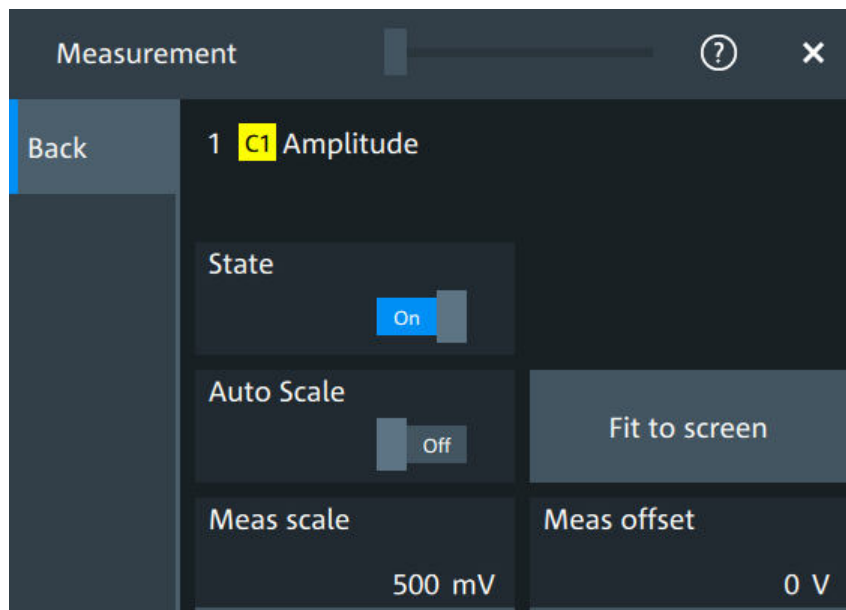 Measurement
?
×
Back
1 C1 Amplitude
State
On
Auto Scale
Off
Fit to screen
Meas scale
Meas offset
500 mV
0 V